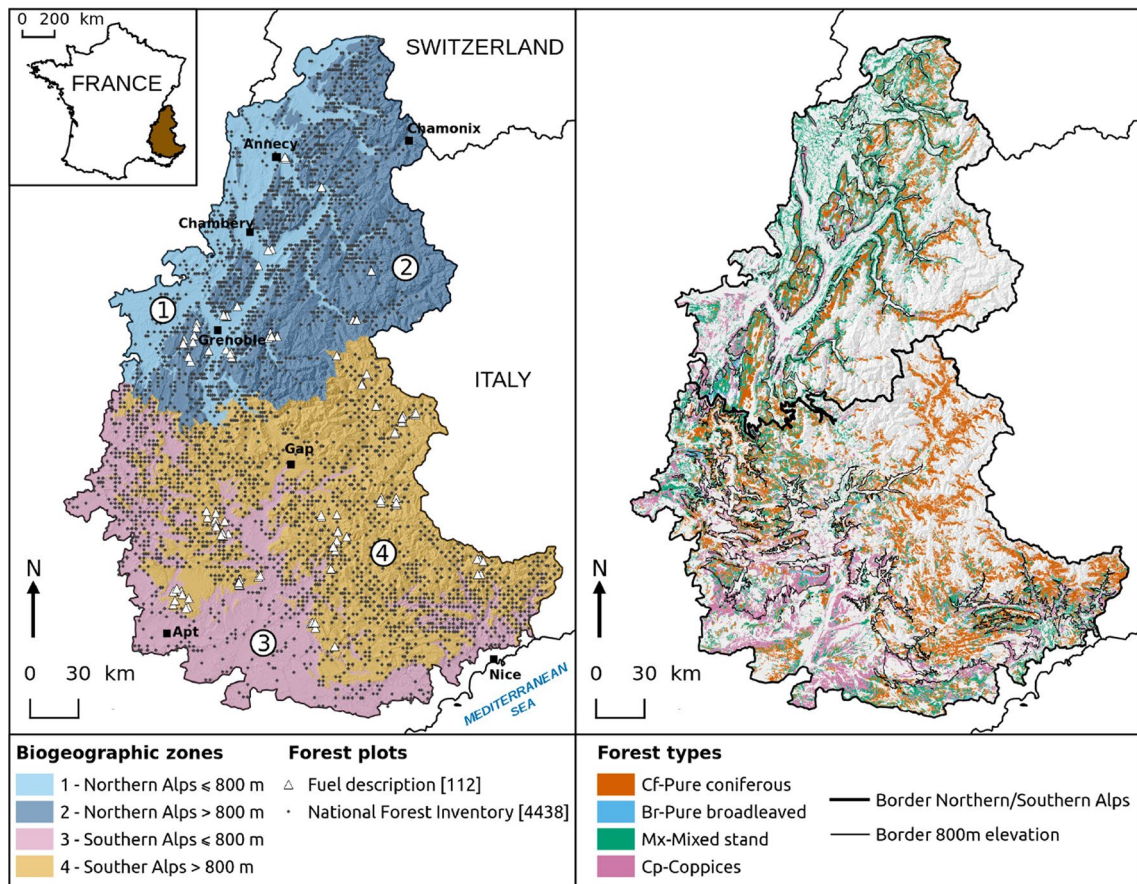 0 200 km
FRANCE
SWITZERLAND
Chamonix
Annecy
Chambéry
2
1
Grenoble
ITALY
Gap
4
N
Apt
3
0 30 km
Nice
MEDITERRANEAN
SEA
N
0 30 km
Biogeographic zones
1 - Northern Alps ⩽ 800 m
2 - Northern Alps > 800 m
3 - Southern Alps ⩽ 800 m
4 - Souther Alps > 800 m
Forest plots
Fuel description [112]
National Forest Inventory [4438]
Forest types
Cf-Pure coniferous
Br-Pure broadleaved
Mx-Mixed stand
Cp-Coppices
Border Northern/Southern Alps
Border 800m elevation